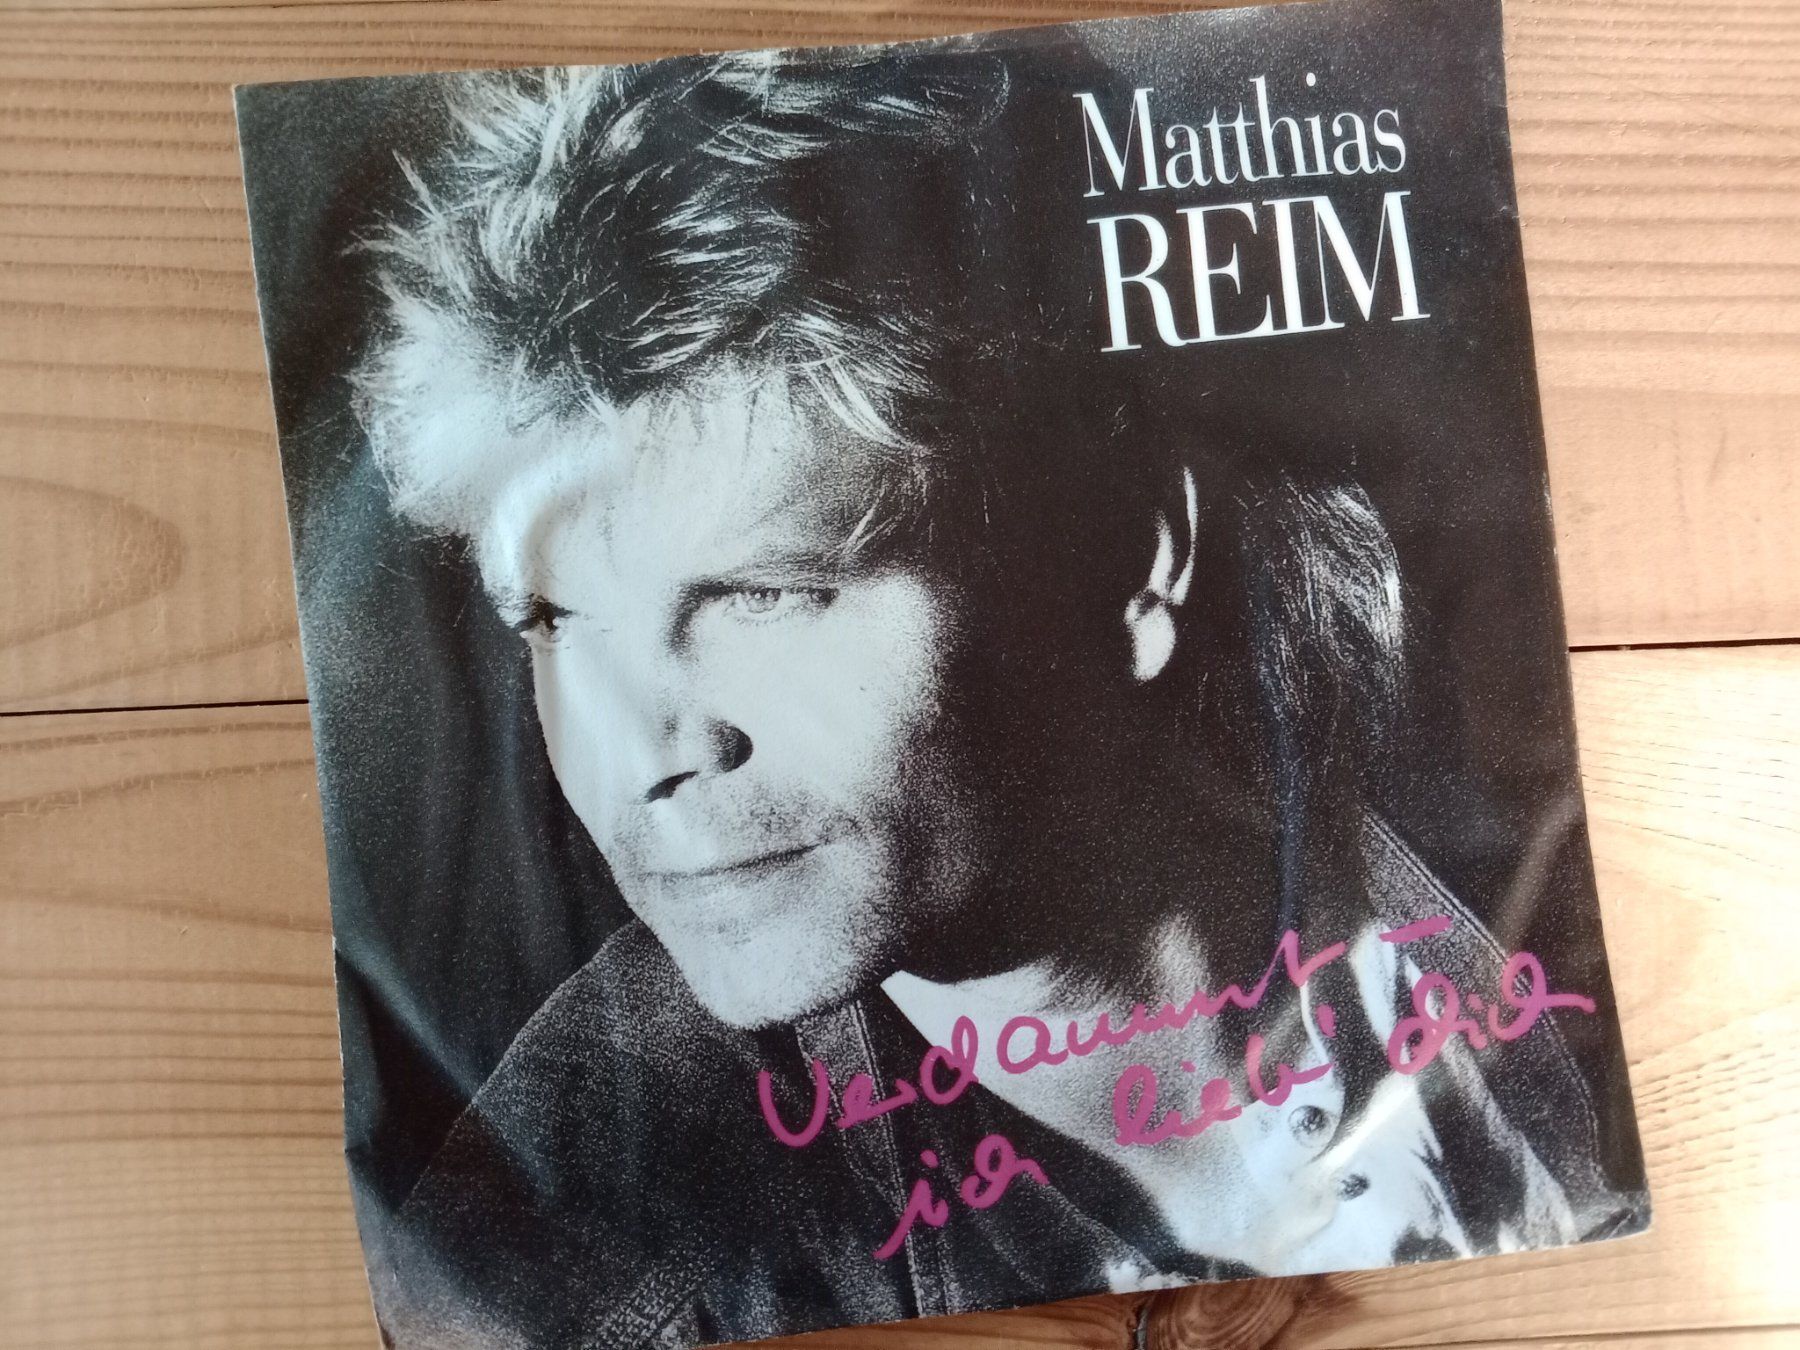 Matthias
REIM
Verdammt -
ich lieb' dich